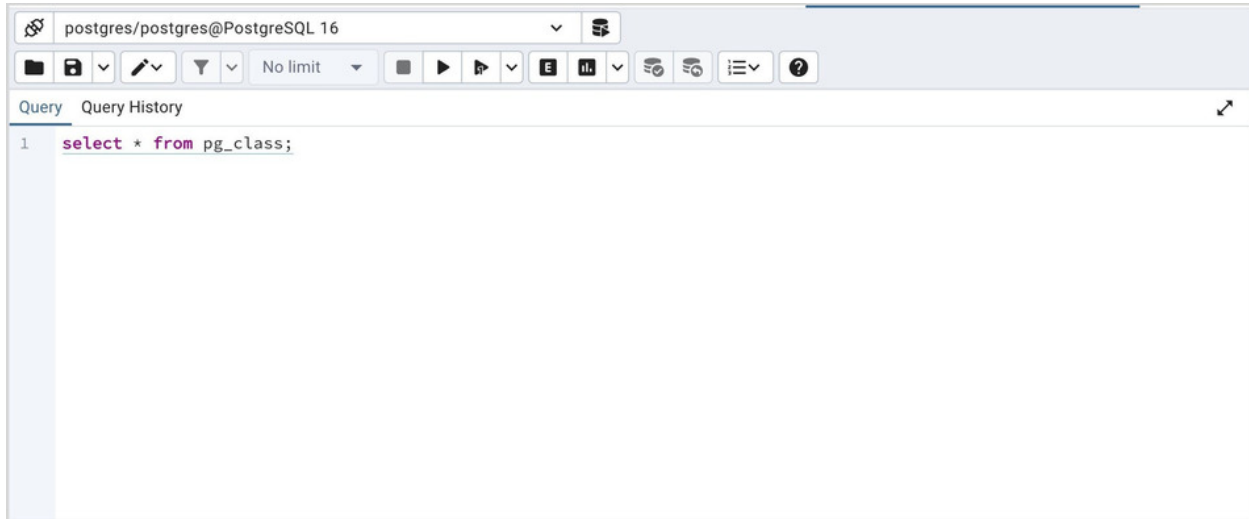 postgres/postgres@PostgreSQL 16
No limit
E
Query Query History
1 select * from pg_class;